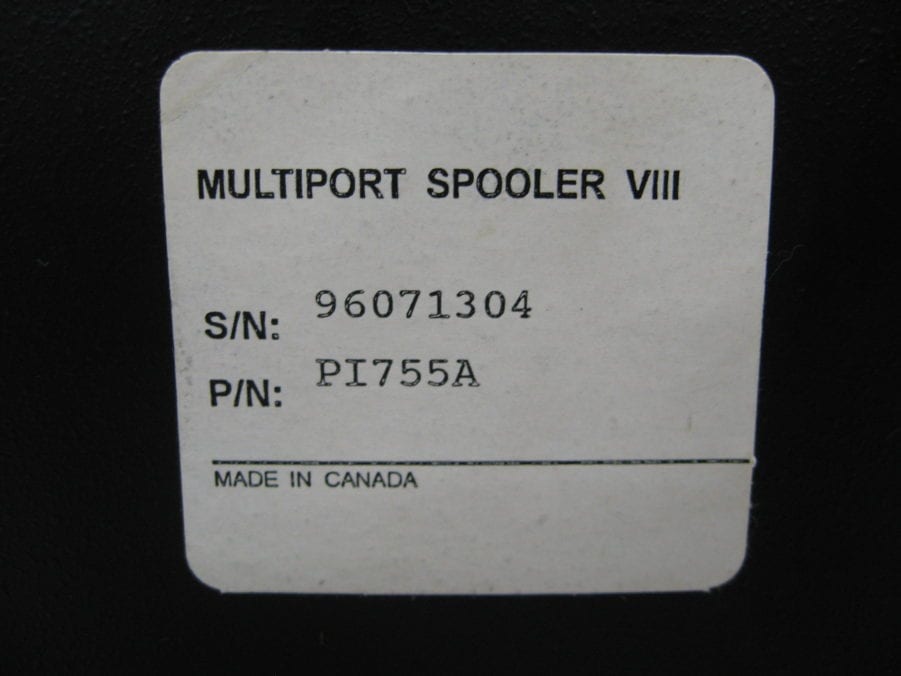 MULTIPORT SPOOLER VIII
S/N: 96071304
P/N: PI755A
MADE IN CANADA